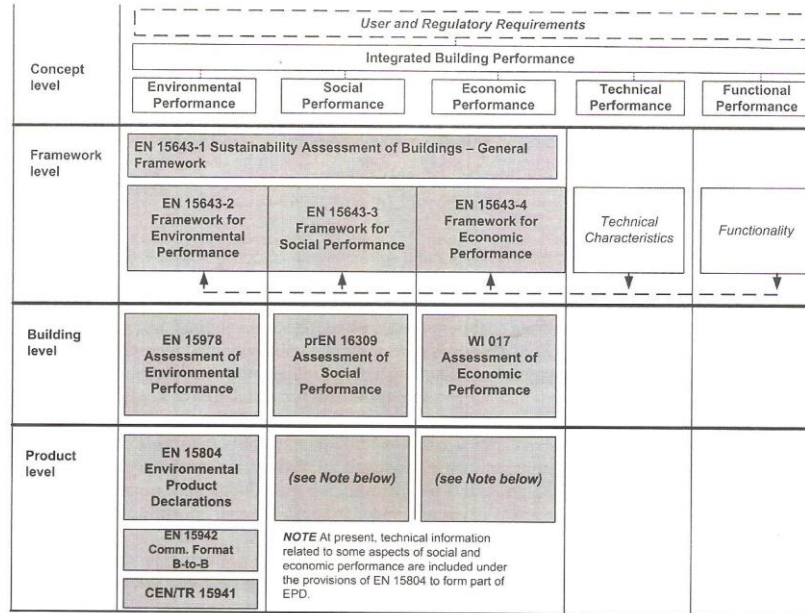 User and Regulatory Requirements
Integrated Building Performance
Concept
level
Environmental
Performance
Social
Performance
Economic
Performance
Technical
Performance
Functional
Performance
Framework
level
EN 15643-1 Sustainability Assessment of Buildings – General
Framework
EN 15643-2
Framework for
Environmental
Performance
EN 15643-3
Framework for
Social Performance
EN 15643-4
Framework for
Economic
Performance
Technical
Characteristics
Functionality
Building
level
EN 15978
Assessment of
Environmental
Performance
prEN 16309
Assessment of
Social
Performance
WI 017
Assessment of
Economic
Performance
Product
level
EN 15804
Environmental
Product
Declarations
(see Note below)
(see Note below)
EN 15942
Comm. Format
B-to-B
CEN/TR 15941
NOTE At present, technical information
related to some aspects of social and
economic performance are included under
the provisions of EN 15804 to form part of
EPD.